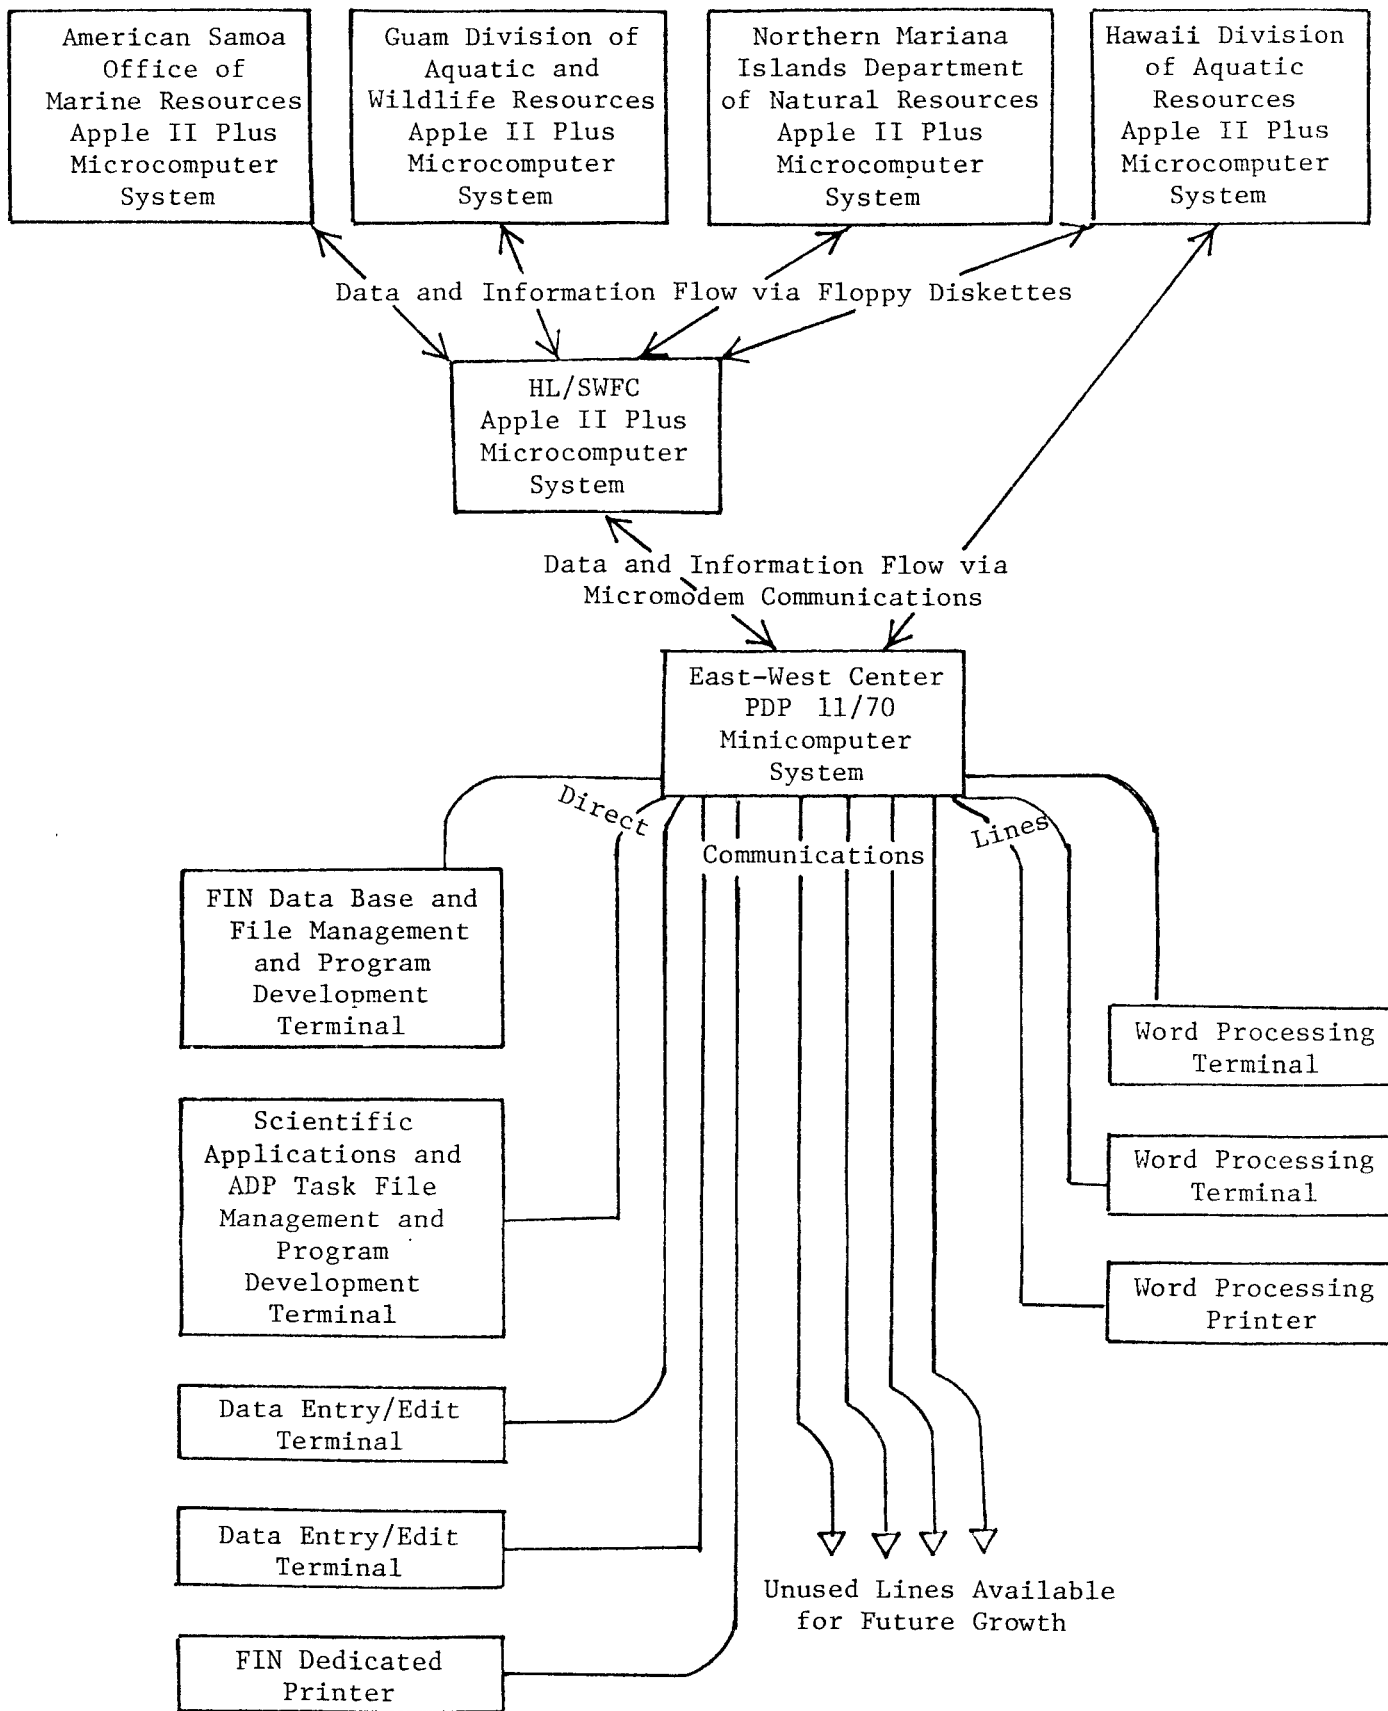 American Samoa
Office of
Marine Resources
Apple II Plus
Microcomputer
System
Guam Division of
Aquatic and
Wildlife Resources
Apple II Plus
Microcomputer
System
Northern Mariana
Islands Department
of Natural Resources
Apple II Plus
Microcomputer
System
Hawaii Division
of Aquatic
Resources
Apple II Plus
Microcomputer
System
Data and Information Flow via Floppy Diskettes
HL/SWFC
Apple II Plus
Microcomputer
System
Data and Information Flow via
Micromodem Communications
East-West Center
PDP 11/70
Minicomputer
System
Direct
Communications
Lines
FIN Data Base and
File Management
and Program
Development
Terminal
Scientific
Applications and
ADP Task File
Management and
Program
Development
Terminal
Data Entry/Edit
Terminal
Data Entry/Edit
Terminal
FIN Dedicated
Printer
Word Processing
Terminal
Word Processing
Terminal
Word Processing
Printer
Unused Lines Available
for Future Growth